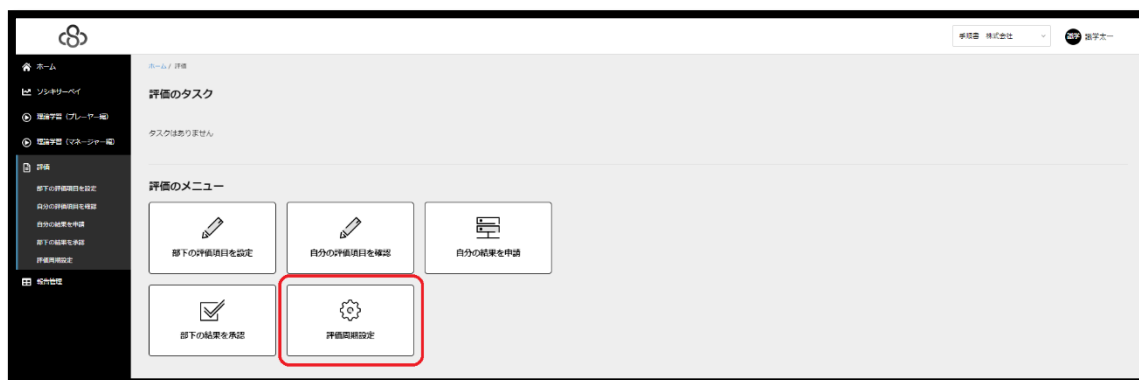 手順書 株式会社
識学 識学太一
ホーム
ソシキサーベイ
理論学習（プレーヤー編）
理論学習（マネージャー編）
評価
部下の評価項目を設定
自分の評価項目を確認
自分の結果を申請
部下の結果を承認
評価周期設定
報告管理
ホーム / 評価
評価のタスク
タスクはありません
評価のメニュー
部下の評価項目を設定
自分の評価項目を確認
自分の結果を申請
部下の結果を承認
評価周期設定